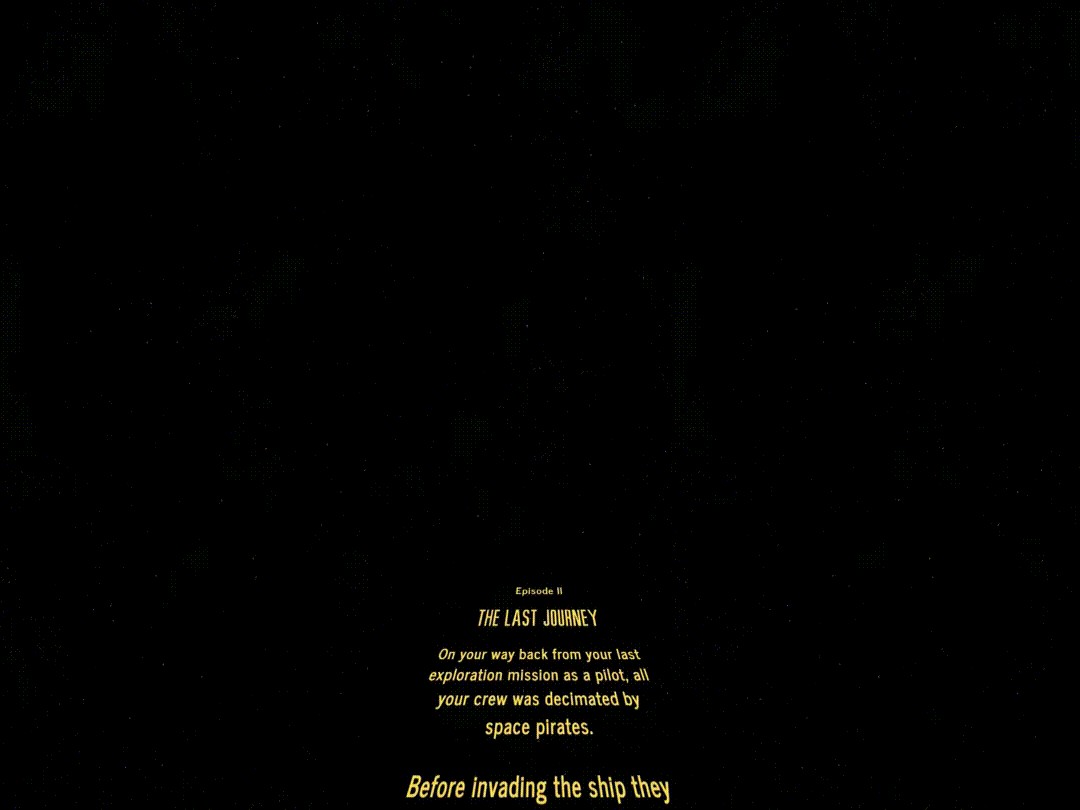 Episode II
THE LAST JOURNEY
On your way back from your last
exploration mission as a pilot, all
your crew was decimated by
space pirates.
Before invading the ship they